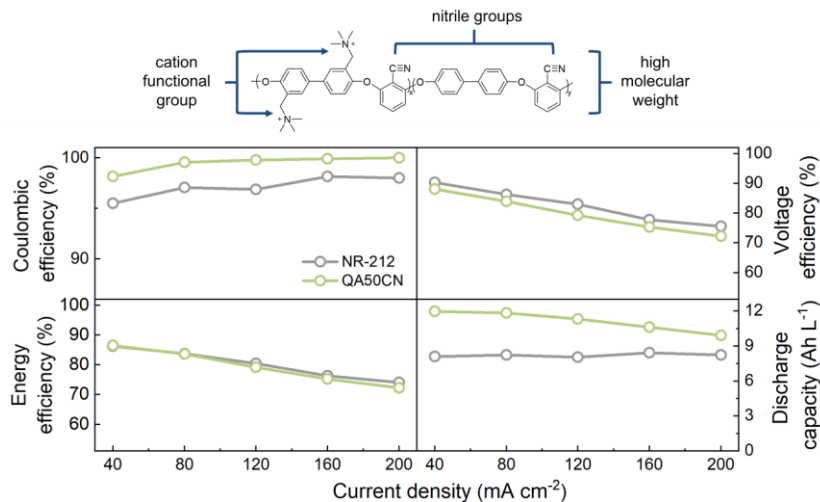 nitrile groups
cation
functional
group
high
molecular
weight
N⁺
C≡N
C≡N
O
O
O
O
x
y
N⁺
Coulombic
efficiency (%)
100
90
NR-212
QA50CN
100
90
80
70
60
Voltage
efficiency (%)
Energy
efficiency (%)
100
90
80
70
60
12
9
6
3
0
Discharge
capacity (Ah L⁻¹)
40 80 120 160 200 40 80 120 160 200
Current density (mA cm⁻²)